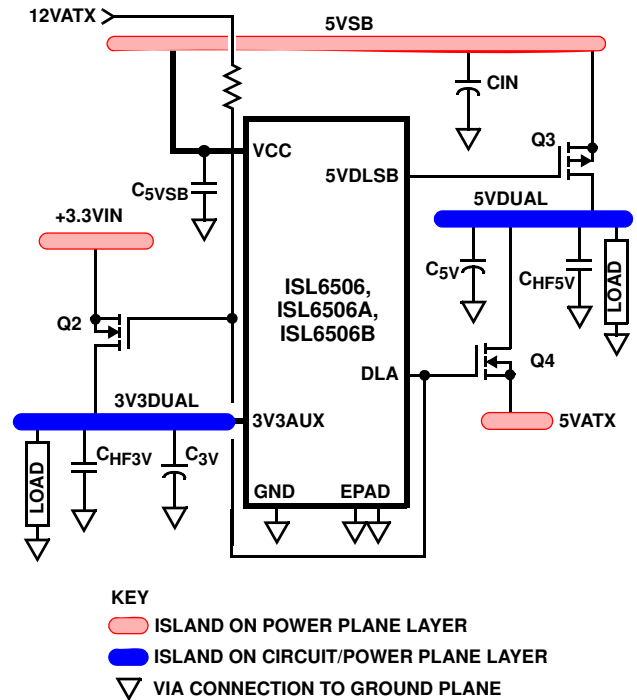 12VATX
5VSB
CIN
Q3
VCC
5VDLSB
C5VSB
5VDUAL
+3.3VIN
C5V
CHF5V
LOAD
ISL6506,
ISL6506A,
ISL6506B
Q2
DLA
Q4
3V3DUAL
3V3AUX
5VATX
CHF3V
C3V
LOAD
GND
EPAD
KEY
ISLAND ON POWER PLANE LAYER
ISLAND ON CIRCUIT/POWER PLANE LAYER
VIA CONNECTION TO GROUND PLANE